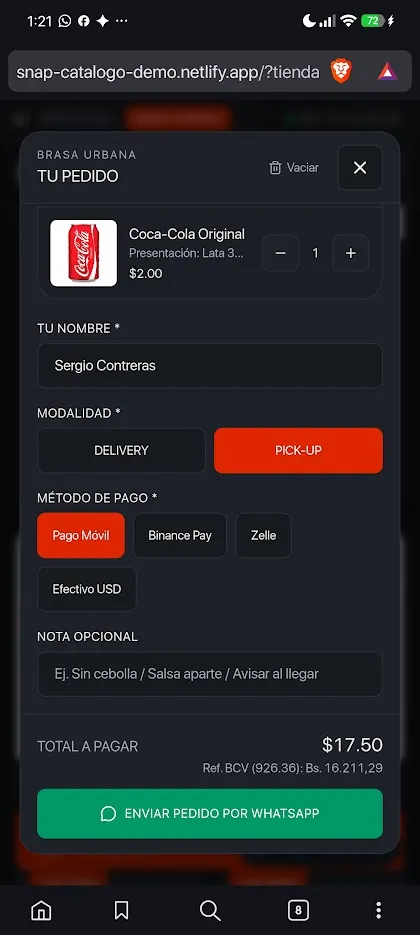 1:21
72
snap-catalogo-demo.netlify.app/?tienda
BRASA URBANA
TU PEDIDO
Vaciar
Coca-Cola
Coca-Cola Original
Presentación: Lata 3...
$2.00
1
TU NOMBRE *
Sergio Contreras
MODALIDAD *
DELIVERY
PICK-UP
MÉTODO DE PAGO *
Pago Móvil
Binance Pay
Zelle
Efectivo USD
NOTA OPCIONAL
Ej. Sin cebolla / Salsa aparte / Avisar al llegar
TOTAL A PAGAR
$17.50
Ref. BCV (926.36): Bs. 16.211,29
ENVIAR PEDIDO POR WHATSAPP
8